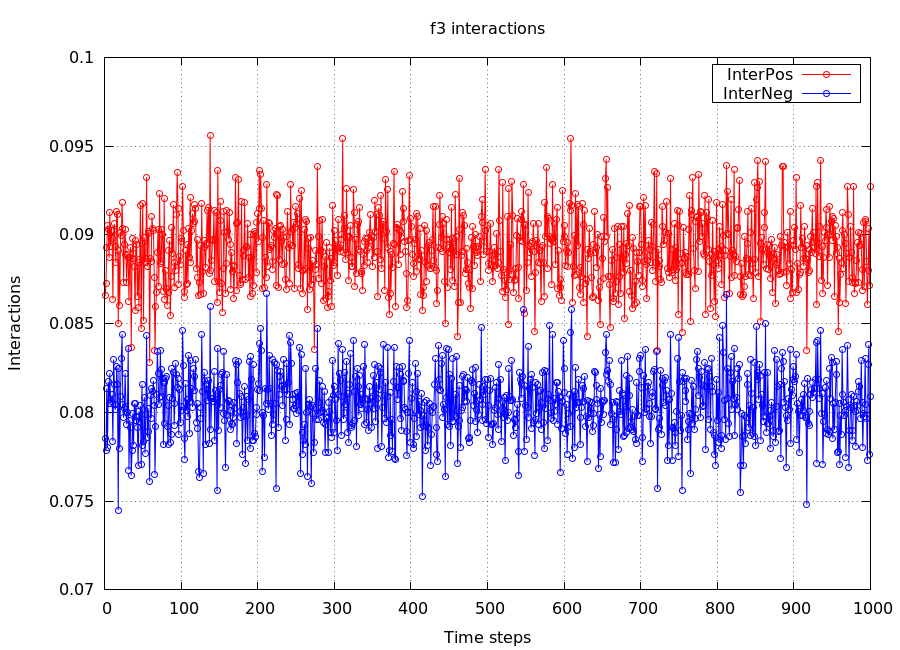 f3 interactions
0.1
0.095
0.09
0.085
0.08
0.075
0.07
Interactions
InterPos
InterNeg
0 100 200 300 400 500 600 700 800 900 1000
Time steps